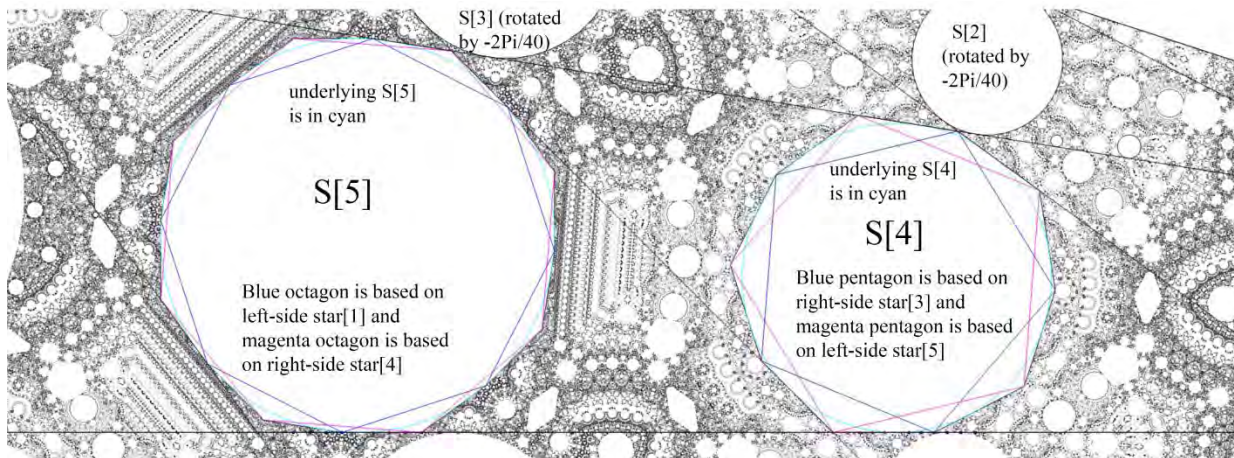 S[3] (rotated
by -2Pi/40)
S[2]
(rotated by
-2Pi/40)
underlying S[5]
is in cyan
S[5]
Blue octagon is based on
left-side star[1] and
magenta octagon is based
on right-side star[4]
underlying S[4]
is in cyan
S[4]
Blue pentagon is based on
right-side star[3] and
magenta pentagon is based
on left-side star[5]